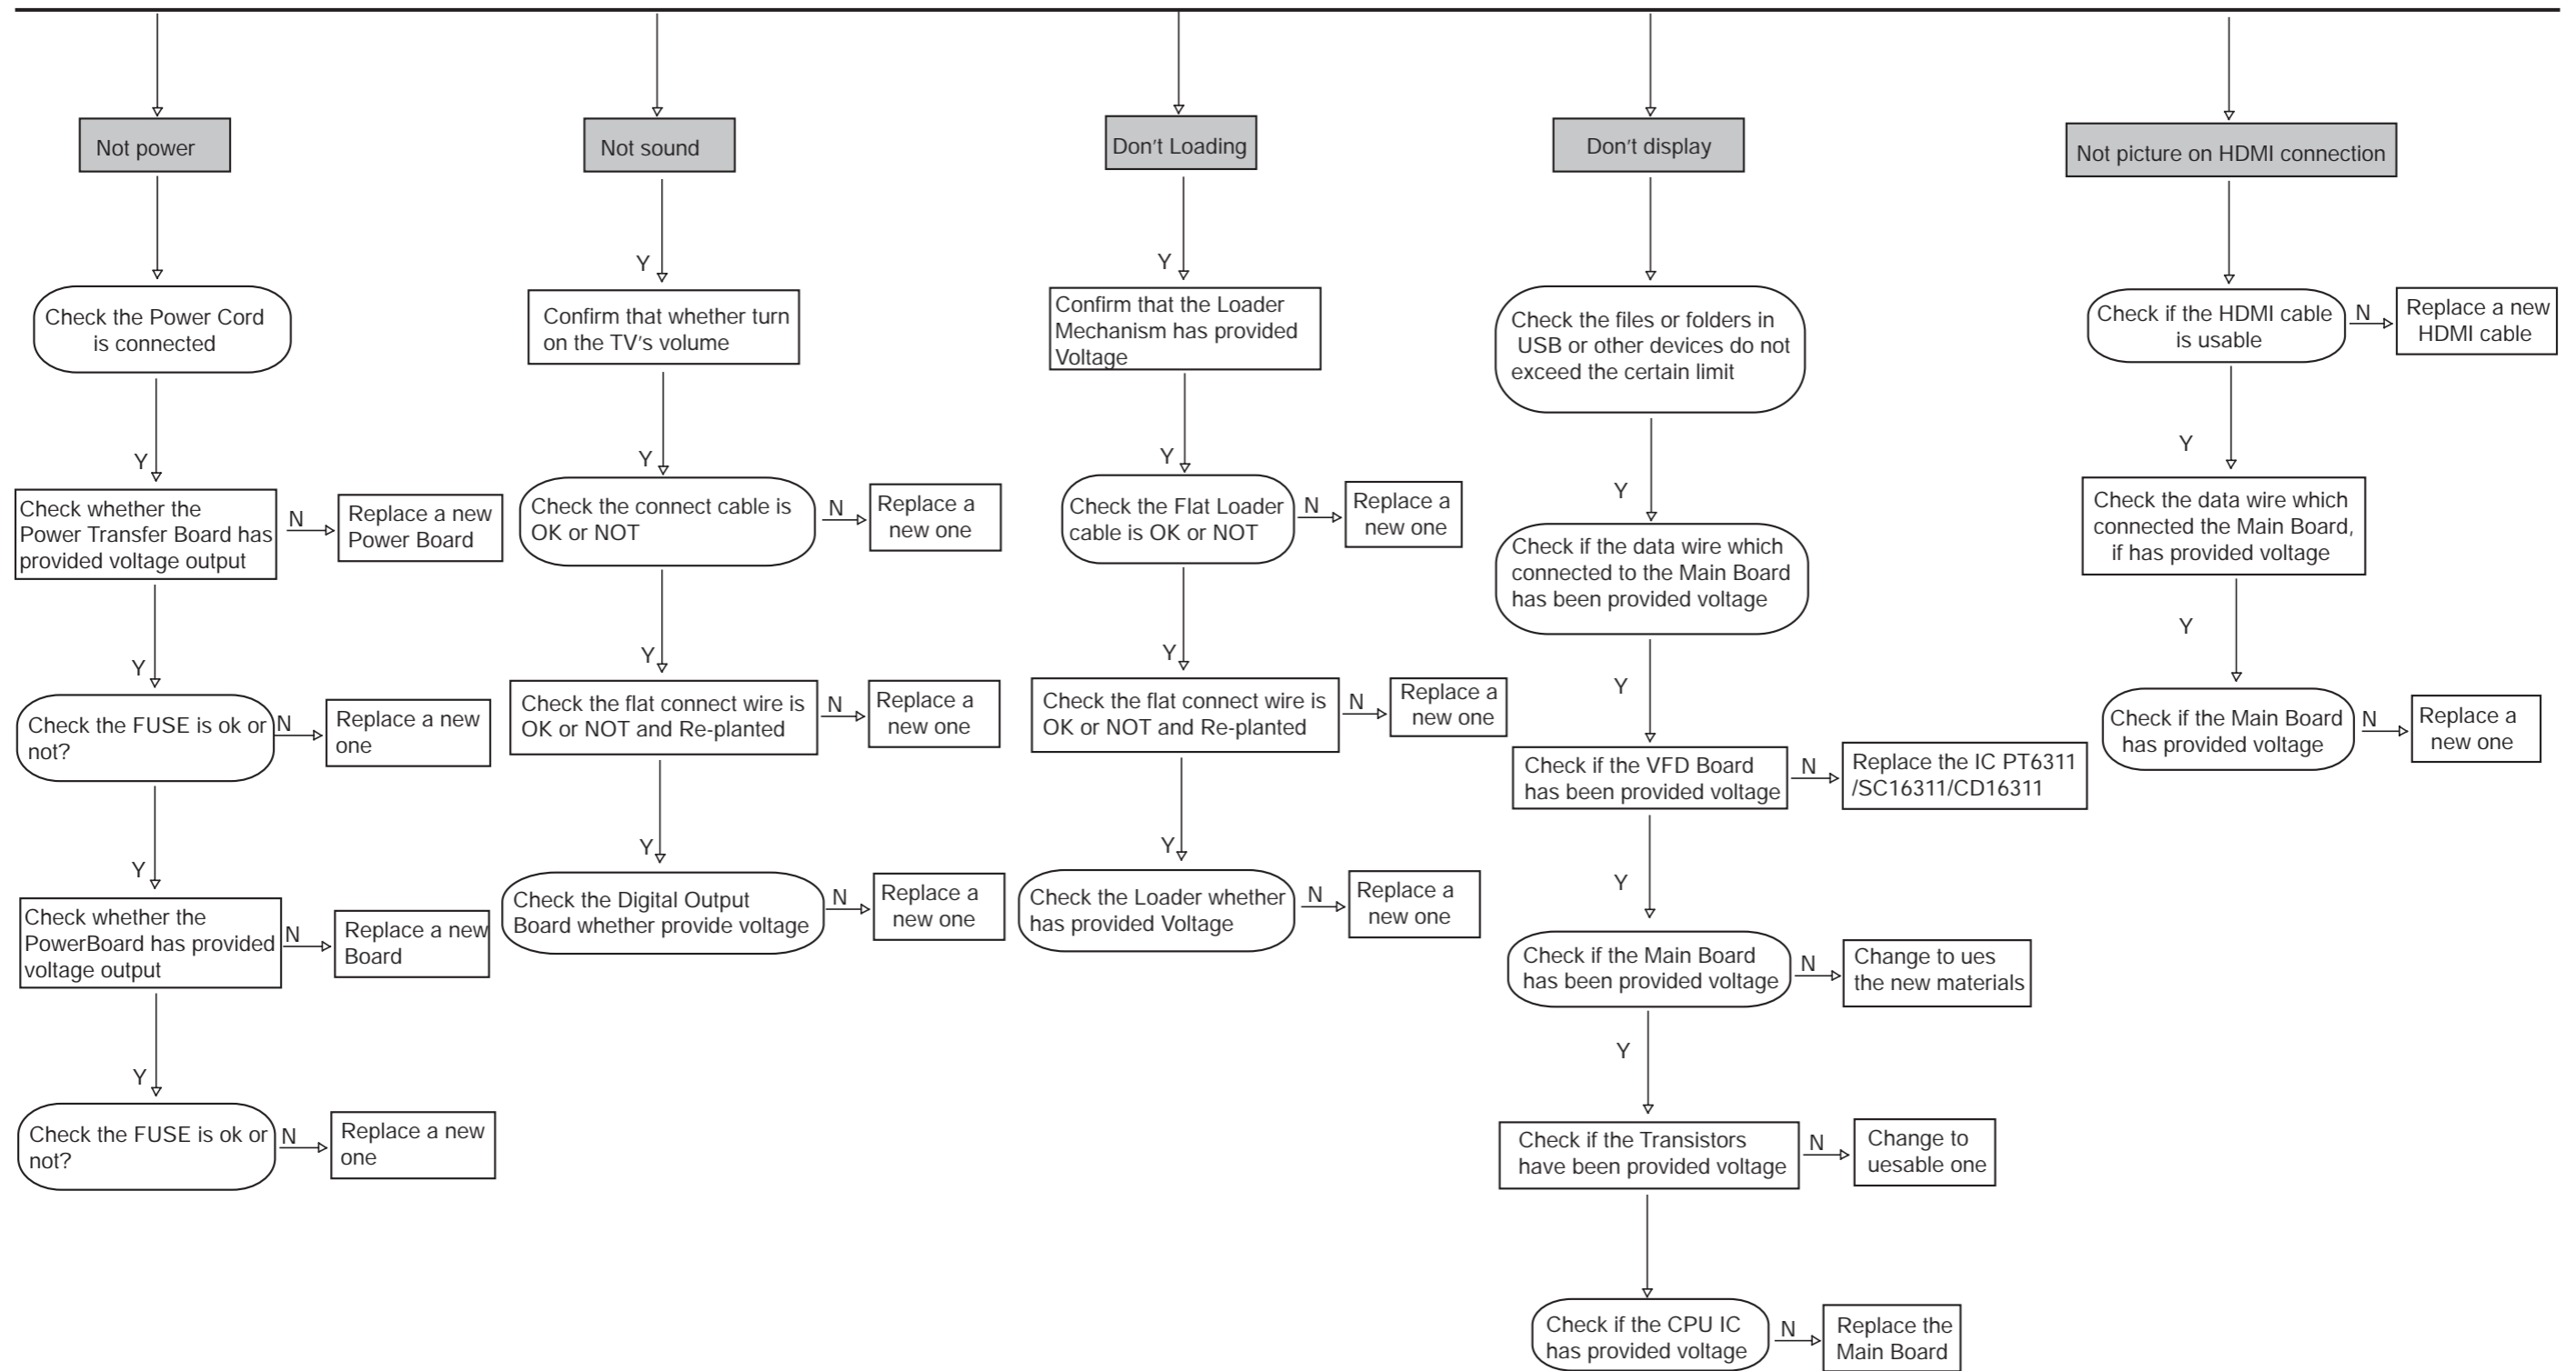 Not power
Y
Check the Power Cord
is connected
Y
Check whether the
Power Transfer Board has
provided voltage output
N
Replace a new
Power Board
Y
Check the FUSE is ok or
not?
N
Replace a new
one
Y
Check whether the
PowerBoard has provided
voltage output
N
Replace a new
Board
Y
Check the FUSE is ok or
not?
N
Replace a new
one
Not sound
Y
Confirm that whether turn
on the TV's volume
Y
Check the connect cable is
OK or NOT
N
Replace a
new one
Y
Check the flat connect wire is
OK or NOT and Re-planted
N
Replace a
new one
Y
Check the Digital Output
Board whether provide voltage
N
Replace a
new one
Don't Loading
Y
Confirm that the Loader
Mechanism has provided
Voltage
Y
Check the Flat Loader
cable is OK or NOT
N
Replace a
new one
Y
Check the flat connect wire is
OK or NOT and Re-planted
N
Replace a
new one
Y
Check the Loader whether
has provided Voltage
N
Replace a
new one
Don't display
Check the files or folders in
USB or other devices do not
exceed the certain limit
Y
Check if the data wire which
connected to the Main Board
has been provided voltage
Y
Check if the VFD Board
has been provided voltage
N
Replace the IC PT6311
/SC16311/CD16311
Y
Check if the Main Board
has been provided voltage
N
Change to ues
the new materials
Y
Check if the Transistors
have been provided voltage
N
Change to
uesable one
Check if the CPU IC
has provided voltage
N
Replace the
Main Board
Not picture on HDMI connection
Check if the HDMI cable
is usable
N
Replace a new
HDMI cable
Y
Check the data wire which
connected the Main Board,
if has provided voltage
Y
Check if the Main Board
has provided voltage
N
Replace a
new one